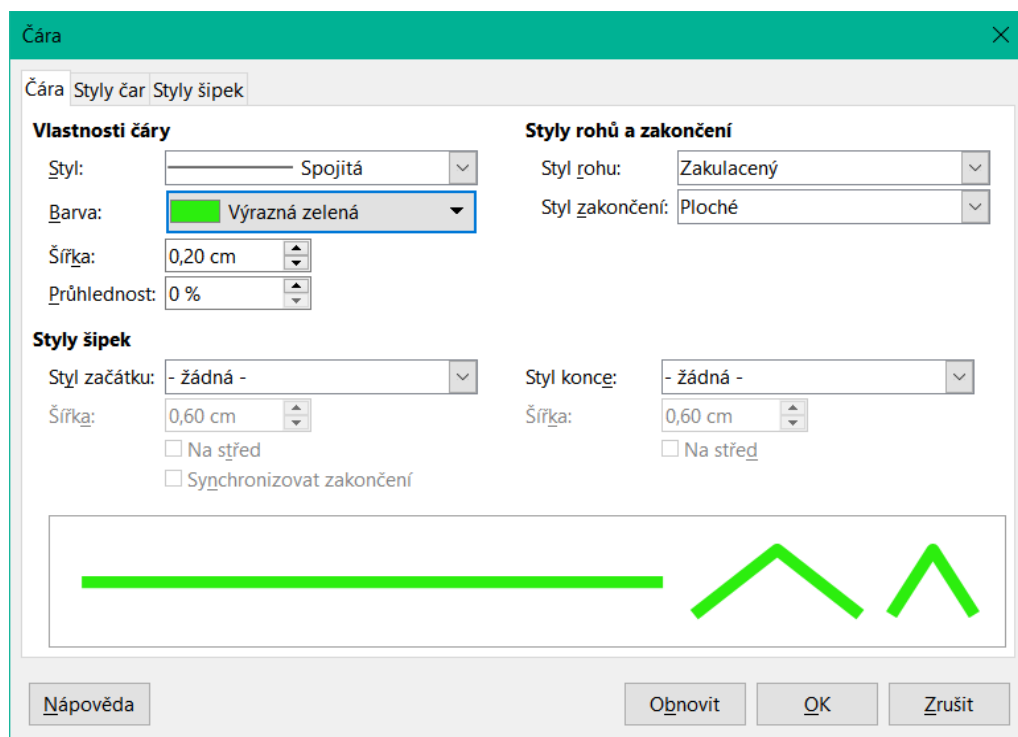 Čára
Čára Styly čar Styly šipek
Vlastnosti čáry
Styl: Spojitá
Barva: Výrazná zelená
Šířka: 0,20 cm
Průhlednost: 0 %
Styly rohů a zakončení
Styl rohu: Zakulacený
Styl zakončení: Ploché
Styly šipek
Styl začátku: - žádná -
Šířka: 0,60 cm
Na střed
Synchronizovat zakončení
Styl konce: - žádná -
Šířka: 0,60 cm
Na střed
Nápověda Obnovit OK Zrušit